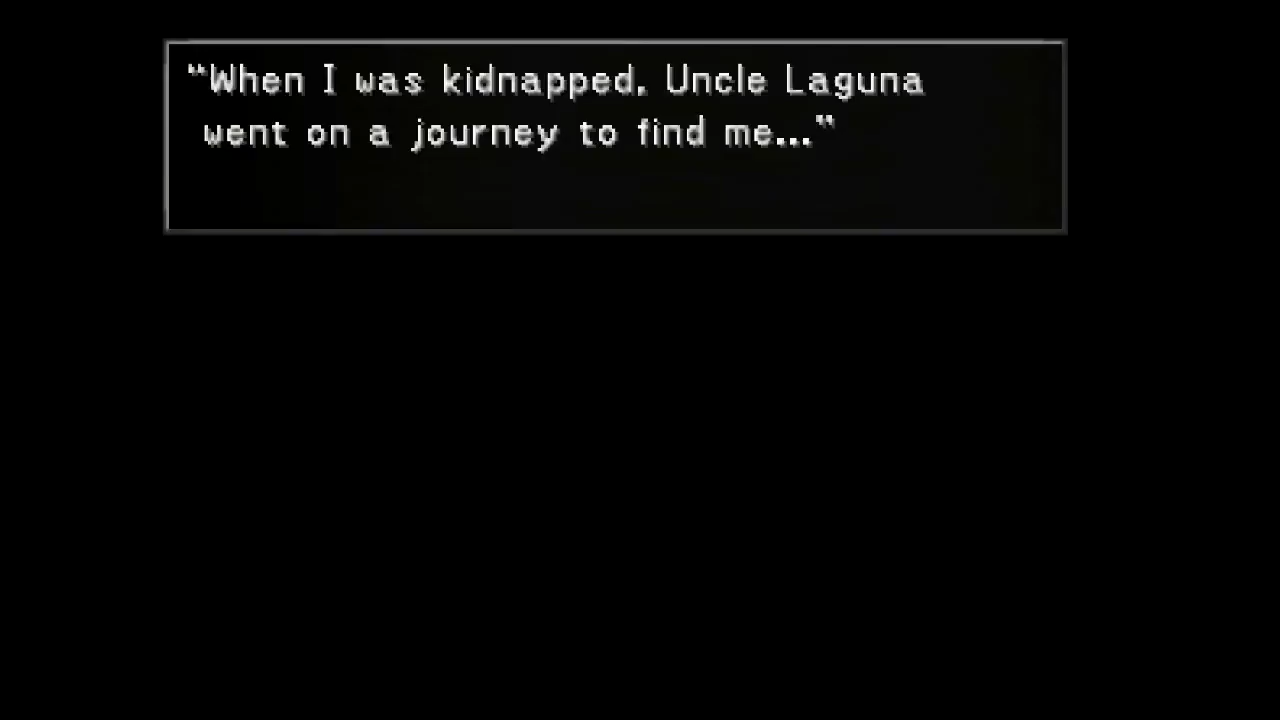 “When I was kidnapped, Uncle Laguna
went on a journey to find me...”